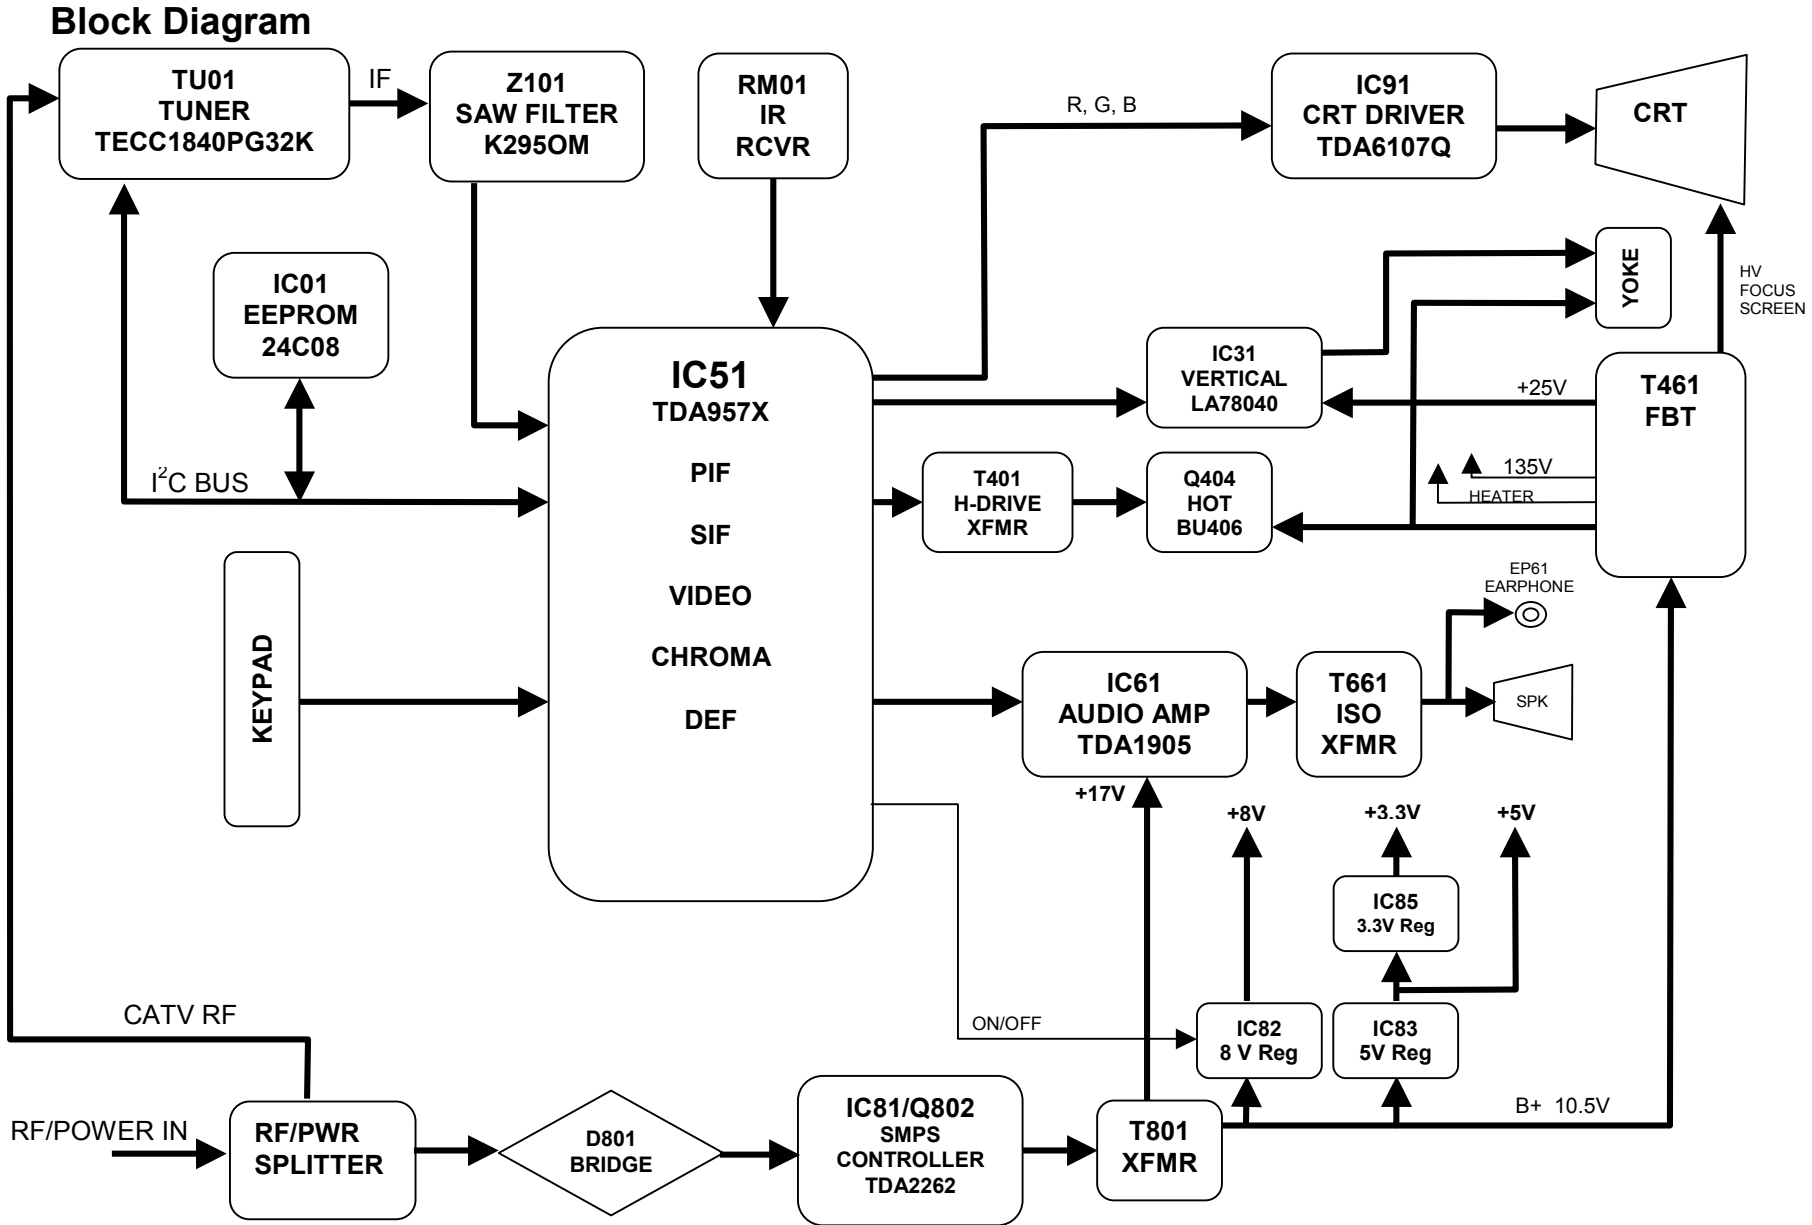 Block Diagram
TU01
TUNER
TECC1840PG32K
IF
Z101
SAW FILTER
K295OM
RM01
IR
RCVR
R, G, B
IC91
CRT DRIVER
TDA6107Q
CRT
IC01
EEPROM
24C08
I²C BUS
KEYPAD
IC51
TDA957X
PIF
SIF
VIDEO
CHROMA
DEF
IC31
VERTICAL
LA78040
YOKE
HV
FOCUS
SCREEN
+25V
T461
FBT
135V
HEATER
T401
H-DRIVE
XFMR
Q404
HOT
BU406
EP61
EARPHONE
IC61
AUDIO AMP
TDA1905
T661
ISO
XFMR
SPK
+17V
+8V
+3.3V
+5V
IC85
3.3V Reg
ON/OFF
IC82
8 V Reg
IC83
5V Reg
CATV RF
RF/POWER IN
RF/PWR
SPLITTER
D801
BRIDGE
IC81/Q802
SMPS
CONTROLLER
TDA2262
T801
XFMR
B+ 10.5V